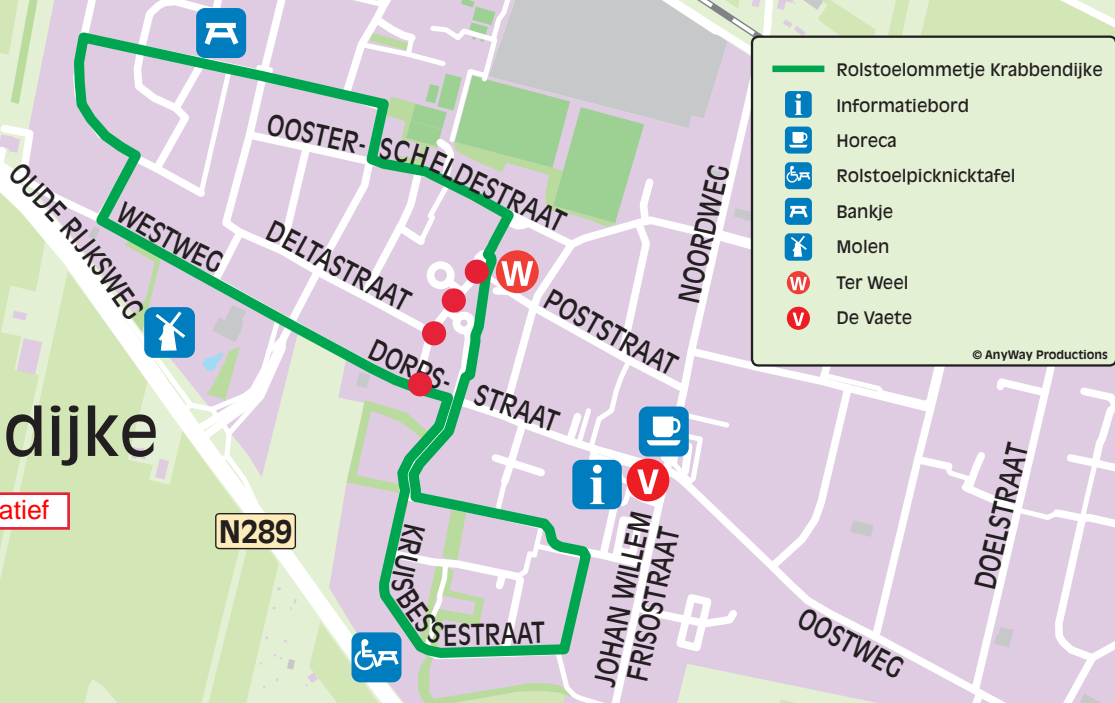 Rolstoelommetje Krabbendijke
i Informatiebord
Horeca
Rolstoelpicknicktafel
Bankje
Molen
W Ter Weel
V De Vaete
© AnyWay Productions
OOSTER-
SCHELDESTRAAT
OUDE RIJKSWEG
WESTWEG
DELTASTRAAT
W
NOORDWEG
POSTSTRAAT
DORPS-
STRAAT
dijke
atief
N289
i
V
KRUISBESSESTRAAT
JOHAN WILLEM
FRISOSTRAAT
DOELSTRAAT
OOSTWEG